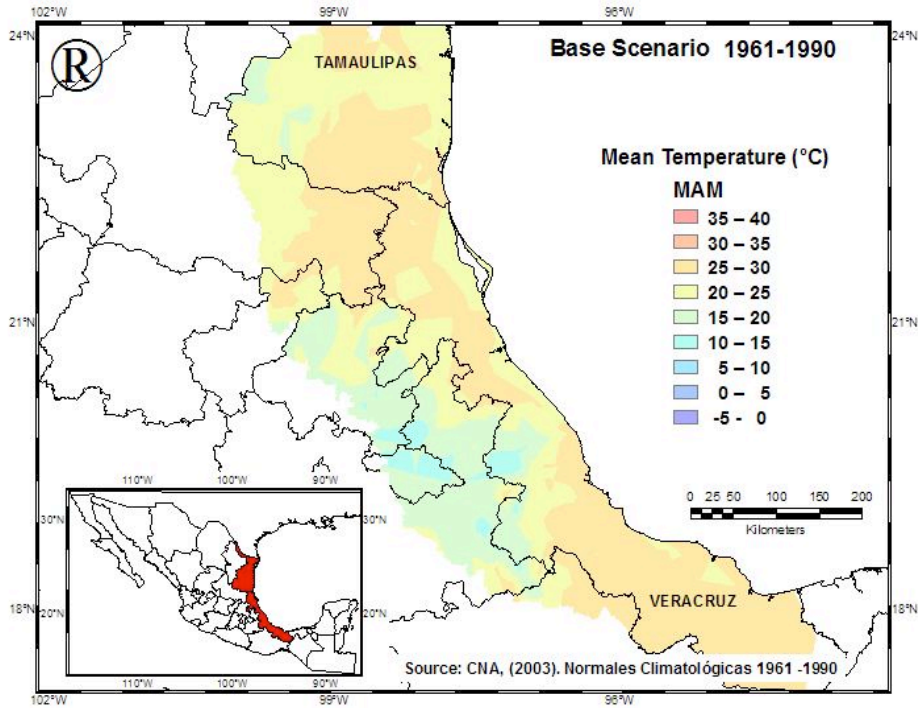 102°W 99°W 96°W
24°N 24°N
®
TAMAULIPAS
Base Scenario 1961-1990
Mean Temperature (°C)
MAM
35 – 40
30 – 35
25 – 30
20 – 25
15 – 20
10 – 15
5 – 10
0 – 5
-5 - 0
21°N 21°N
0 25 50 100 150 200
Kilometers
110°W 100°W 90°W
30°N 30°N
20°N 20°N
110°W 100°W 90°W
18°N 18°N
VERACRUZ
Source: CNA, (2003). Normales Climatológicas 1961 -1990
102°W 99°W 96°W